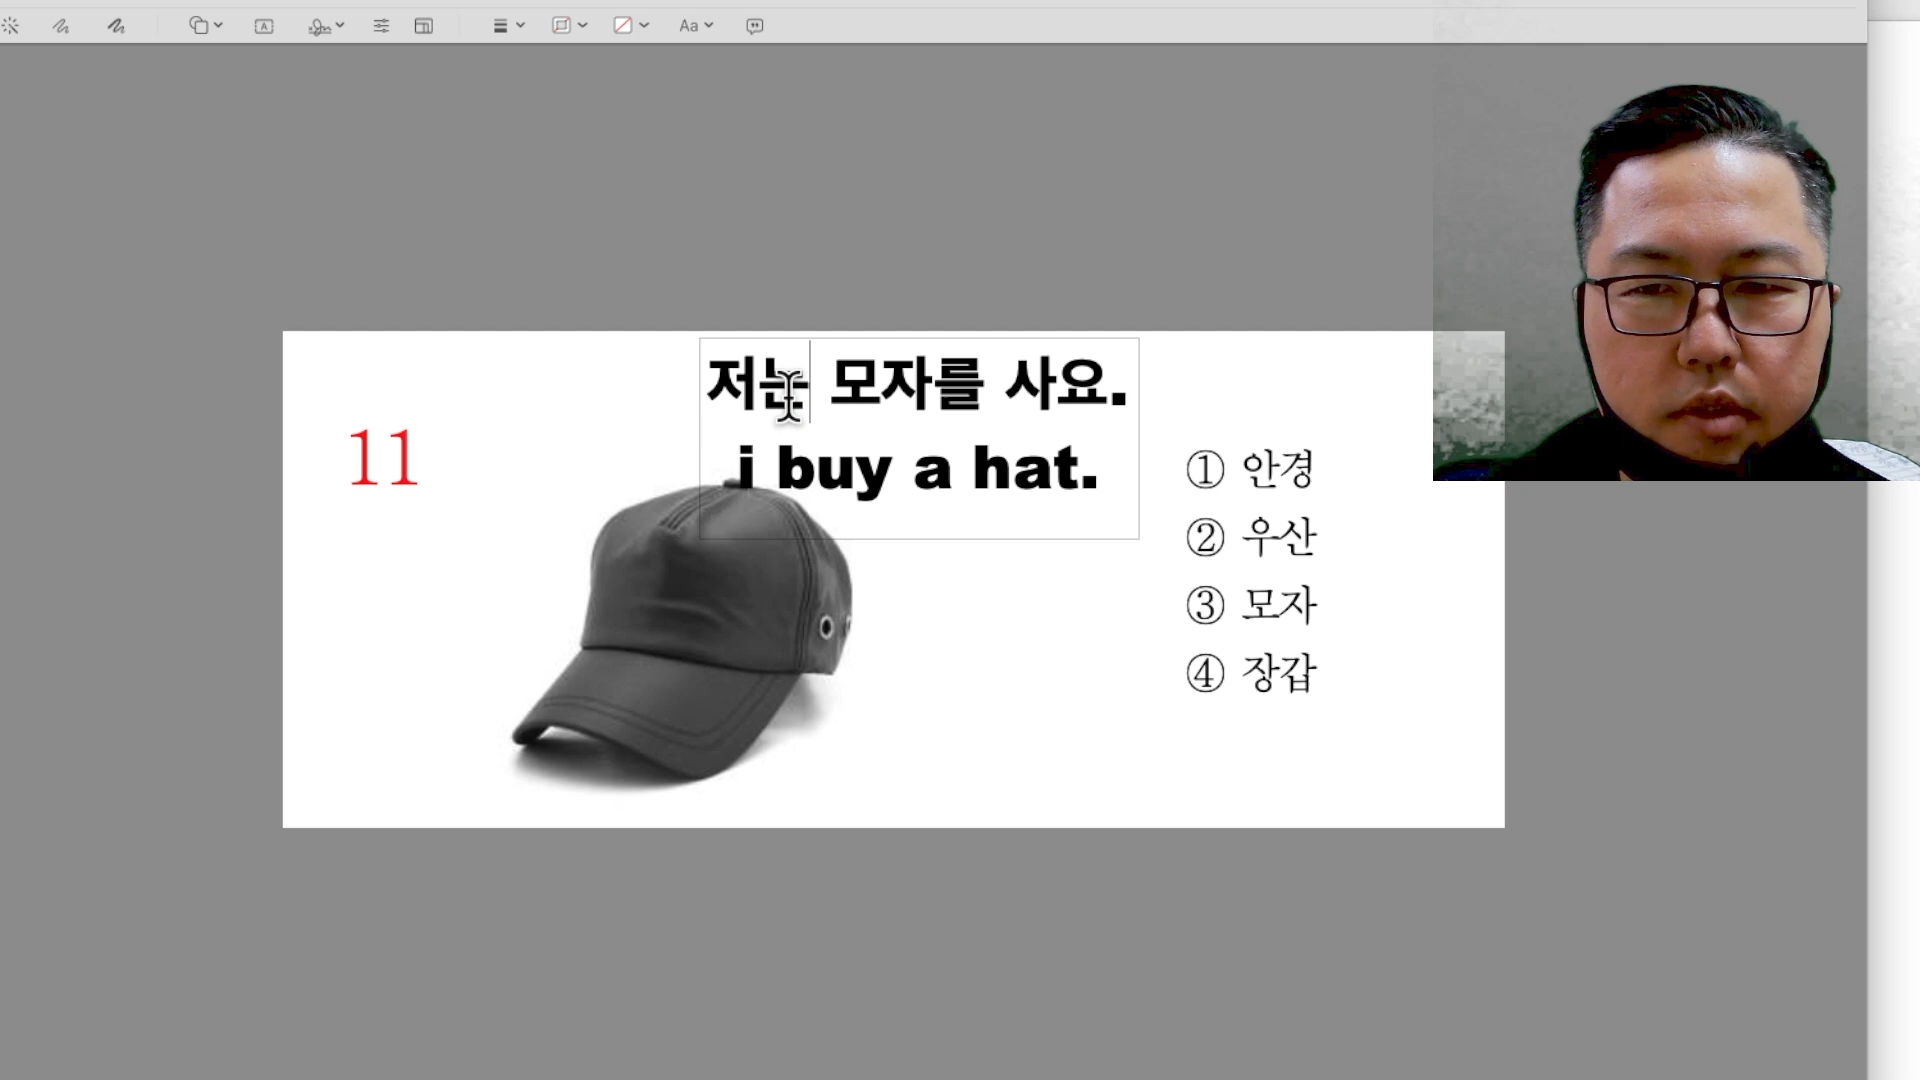 Aa
저는 모자를 사요.
i buy a hat.
11
① 안경
② 우산
③ 모자
④ 장갑